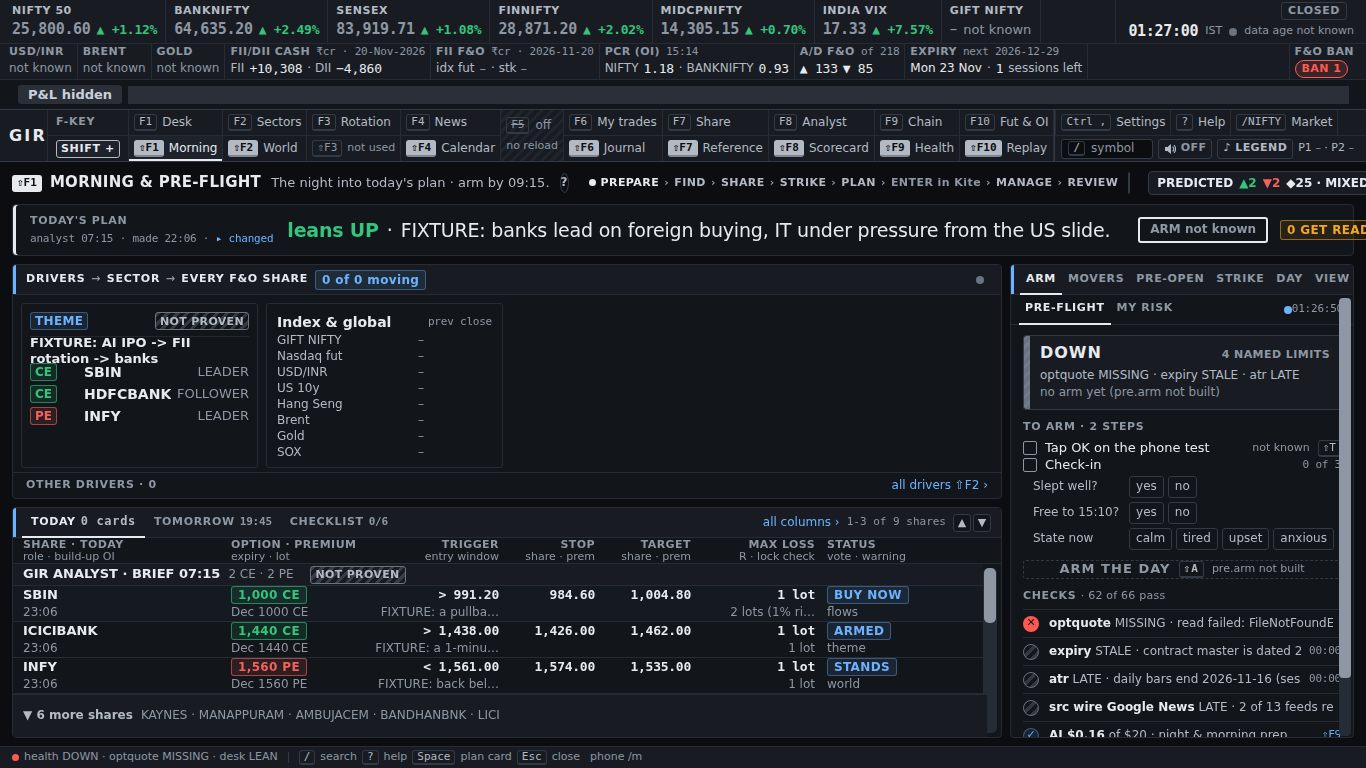 NIFTY 50 BANKNIFTY SENSEX FINNIFTY MIDCPNIFTY INDIA VIX GIFT NIFTY CLOSED
25,800.60 ▲ +1.12% 64,635.20 ▲ +2.49% 83,919.71 ▲ +1.08% 28,871.20 ▲ +2.02% 14,305.15 ▲ +0.70% 17.33 ▲ +7.57% – not known 01:27:00 IST ● data age not known
USD/INR BRENT GOLD FII/DII CASH ₹cr · 20-Nov-2026 FII F&O ₹cr · 2026-11-20 PCR (OI) 15:14 A/D F&O of 218 EXPIRY next 2026-12-29 F&O BAN
not known not known not known FII +10,308 · DII −4,860 idx fut – · stk – NIFTY 1.18 · BANKNIFTY 0.93 ▲ 133 ▼ 85 Mon 23 Nov · 1 sessions left BAN 1
P&L hidden
GIR F-KEY F1 Desk F2 Sectors F3 Rotation F4 News F5 off F6 My trades F7 Share F8 Analyst F9 Chain F10 Fut & OI Ctrl , Settings ? Help /NIFTY Market
SHIFT + ⇧F1 Morning ⇧F2 World ⇧F3 not used ⇧F4 Calendar no reload ⇧F6 Journal ⇧F7 Reference ⇧F8 Scorecard ⇧F9 Health ⇧F10 Replay / symbol OFF ♪ LEGEND P1 – · P2 –
⇧F1 MORNING & PRE-FLIGHT The night into today's plan · arm by 09:15. ? ● PREPARE › FIND › SHARE › STRIKE › PLAN › ENTER in Kite › MANAGE › REVIEW PREDICTED ▲2 ▼2 ◆25 · MIXED
TODAY'S PLAN
analyst 07:15 · made 22:06 · ▸ changed leans UP · FIXTURE: banks lead on foreign buying, IT under pressure from the US slide. ARM not known 0 GET READ
DRIVERS → SECTOR → EVERY F&O SHARE 0 of 0 moving
THEME NOT PROVEN
FIXTURE: AI IPO -> FII
rotation -> banks
CE SBIN LEADER
CE HDFCBANK FOLLOWER
PE INFY LEADER
Index & global prev close
GIFT NIFTY –
Nasdaq fut –
USD/INR –
US 10y –
Hang Seng –
Brent –
Gold –
SOX –
OTHER DRIVERS · 0 all drivers ⇧F2 ›
TODAY 0 cards TOMORROW 19:45 CHECKLIST 0/6 all columns › 1-3 of 9 shares ▲ ▼
SHARE · TODAY OPTION · PREMIUM TRIGGER STOP TARGET MAX LOSS STATUS
role · build-up OI expiry · lot entry window share · prem share · prem R · lock check vote · warning
GIR ANALYST · BRIEF 07:15 2 CE · 2 PE NOT PROVEN
SBIN 1,000 CE > 991.20 984.60 1,004.80 1 lot BUY NOW
23:06 Dec 1000 CE FIXTURE: a pullba… 2 lots (1% ri… flows
ICICIBANK 1,440 CE > 1,438.00 1,426.00 1,462.00 1 lot ARMED
23:06 Dec 1440 CE FIXTURE: a 1-minu… 1 lot theme
INFY 1,560 PE < 1,561.00 1,574.00 1,535.00 1 lot STANDS
23:06 Dec 1560 PE FIXTURE: back bel… 1 lot world
▼ 6 more shares KAYNES · MANAPPURAM · AMBUJACEM · BANDHANBNK · LICI
ARM MOVERS PRE-OPEN STRIKE DAY VIEW
PRE-FLIGHT MY RISK 01:26:50
DOWN 4 NAMED LIMITS
optquote MISSING · expiry STALE · atr LATE
no arm yet (pre.arm not built)
TO ARM · 2 STEPS
Tap OK on the phone test not known ⇧T
Check-in 0 of 3
Slept well? yes no
Free to 15:10? yes no
State now calm tired upset anxious
ARM THE DAY ⇧A pre.arm not built
CHECKS · 62 of 66 pass
✕ optquote MISSING · read failed: FileNotFoundE
expiry STALE · contract master is dated 2 00:00
atr LATE · daily bars end 2026-11-16 (ses 00:00
src wire Google News LATE · 2 of 13 feeds re
✓ AI $0.16 of $20 · night & morning prep ⇧F9
● health DOWN · optquote MISSING · desk LEAN / search ? help Space plan card Esc close phone /m